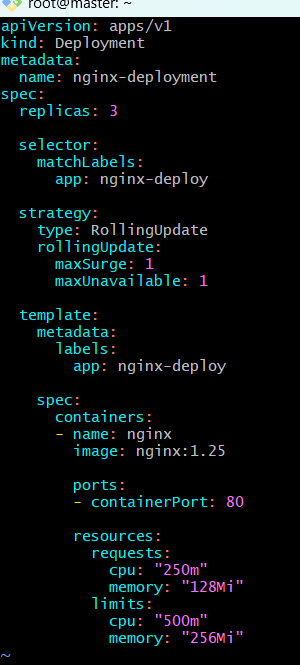 root@master: ~
apiVersion: apps/v1
kind: Deployment
metadata:
  name: nginx-deployment
spec:
  replicas: 3

  selector:
    matchLabels:
      app: nginx-deploy

  strategy:
    type: RollingUpdate
    rollingUpdate:
      maxSurge: 1
      maxUnavailable: 1

  template:
    metadata:
      labels:
        app: nginx-deploy

    spec:
      containers:
      - name: nginx
        image: nginx:1.25

        ports:
        - containerPort: 80

        resources:
          requests:
            cpu: "250m"
            memory: "128Mi"
          limits:
            cpu: "500m"
            memory: "256Mi"
~